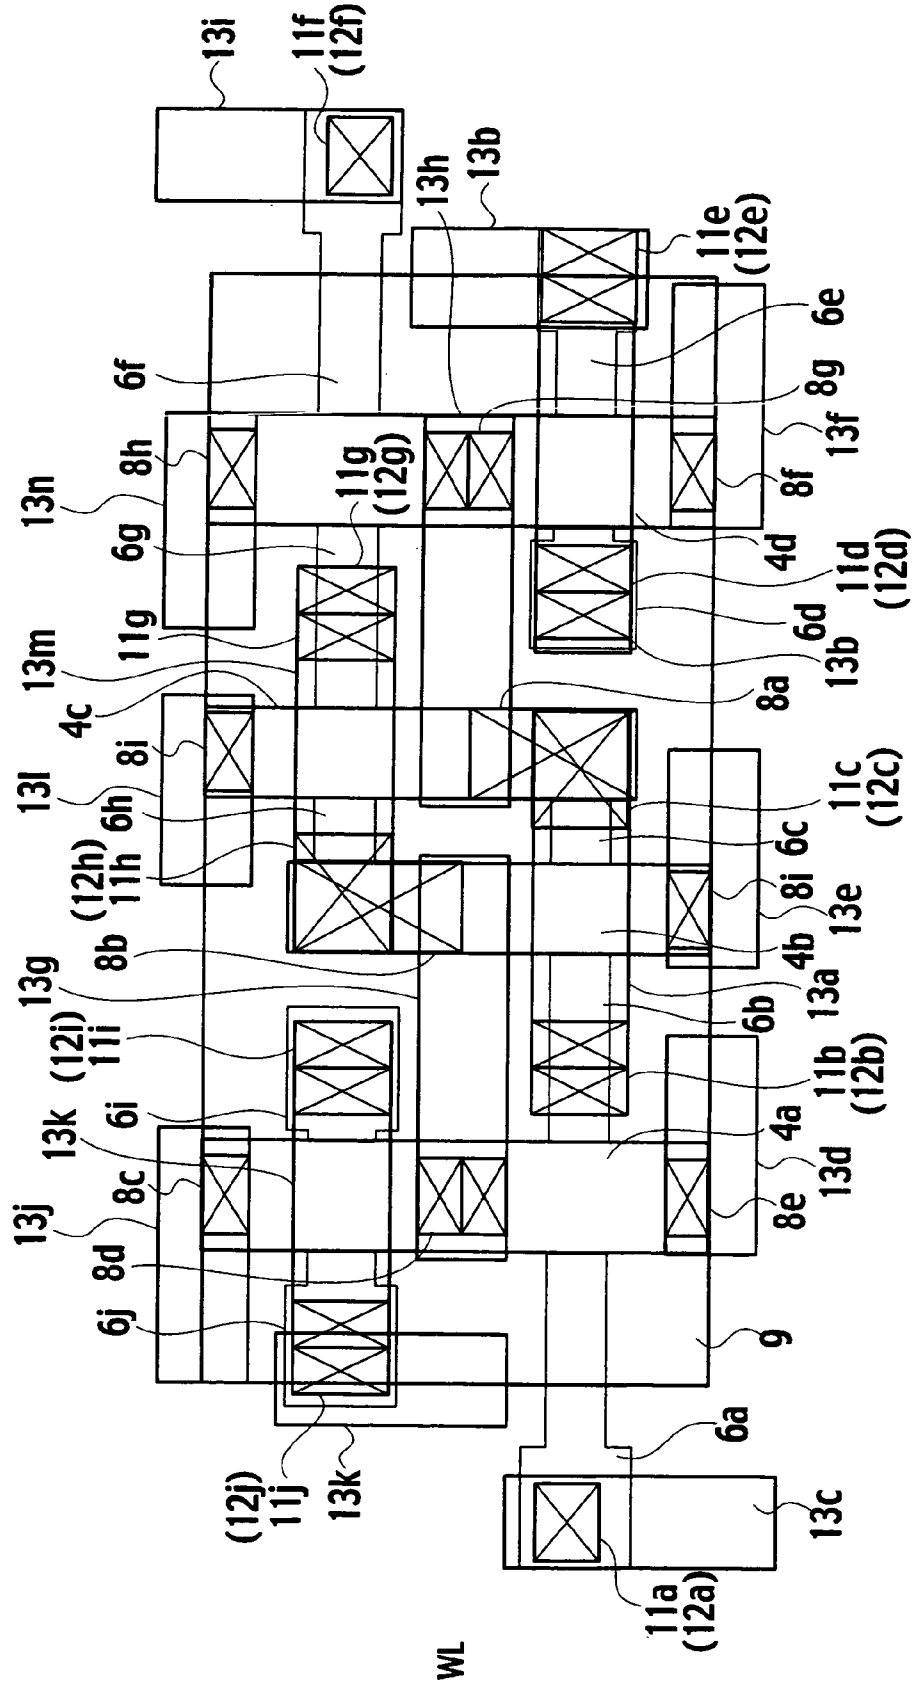 13j
13k
13g
13l
13m
13n
13i
6j
8d
8c
6i
(12i)
11i
8b
(12h)
11h
6h
8i
4c
11g
6g
8h
6f
11f
(12f)
(12j)
11j
13k
11g
(12g)
13h
13b
WL
11a
(12a)
13c
6a
9
8e
13d
4a
11b
(12b)
6b
13a
4b
8i
13e
6c
11c
(12c)
8a
13b
6d
11d
(12d)
4d
8f
13f
8g
6e
11e
(12e)